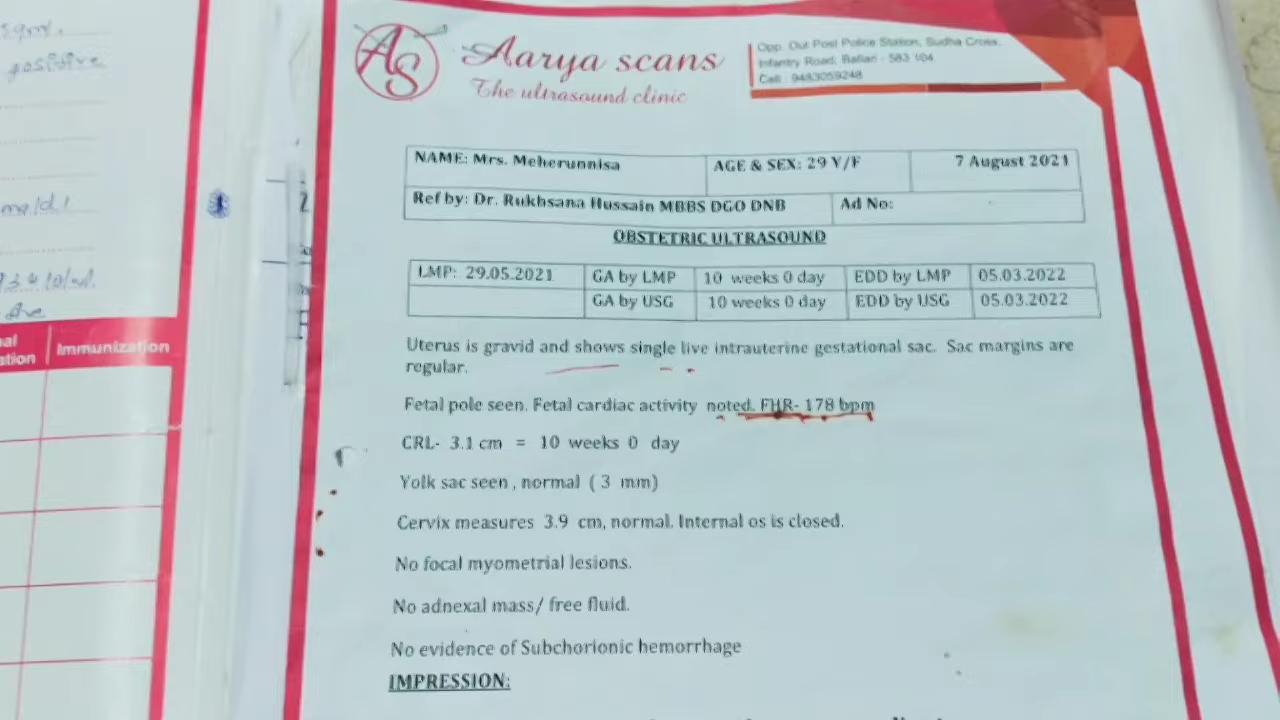 positive
AS
Aarya scans
The ultrasound clinic
Opp. Out Post Police Station, Sudha Cross,
Infantry Road, Ballari - 583 104
Call : 9483059248
NAME: Mrs. Meherunnisa AGE & SEX: 29 Y/F 7 August 2021
Ref by: Dr. Rukhsana Hussain MBBS DGO DNB Ad No:
OBSTETRIC ULTRASOUND
LMP: 29.05.2021 GA by LMP 10 weeks 0 day EDD by LMP 05.03.2022
GA by USG 10 weeks 0 day EDD by USG 05.03.2022
Uterus is gravid and shows single live intrauterine gestational sac. Sac margins are
regular.
Fetal pole seen. Fetal cardiac activity noted. FHR- 178 bpm
CRL- 3.1 cm = 10 weeks 0 day
Yolk sac seen , normal ( 3 mm)
Cervix measures 3.9 cm, normal. Internal os is closed.
No focal myometrial lesions.
No adnexal mass/ free fluid.
No evidence of Subchorionic hemorrhage
IMPRESSION:
Immunization